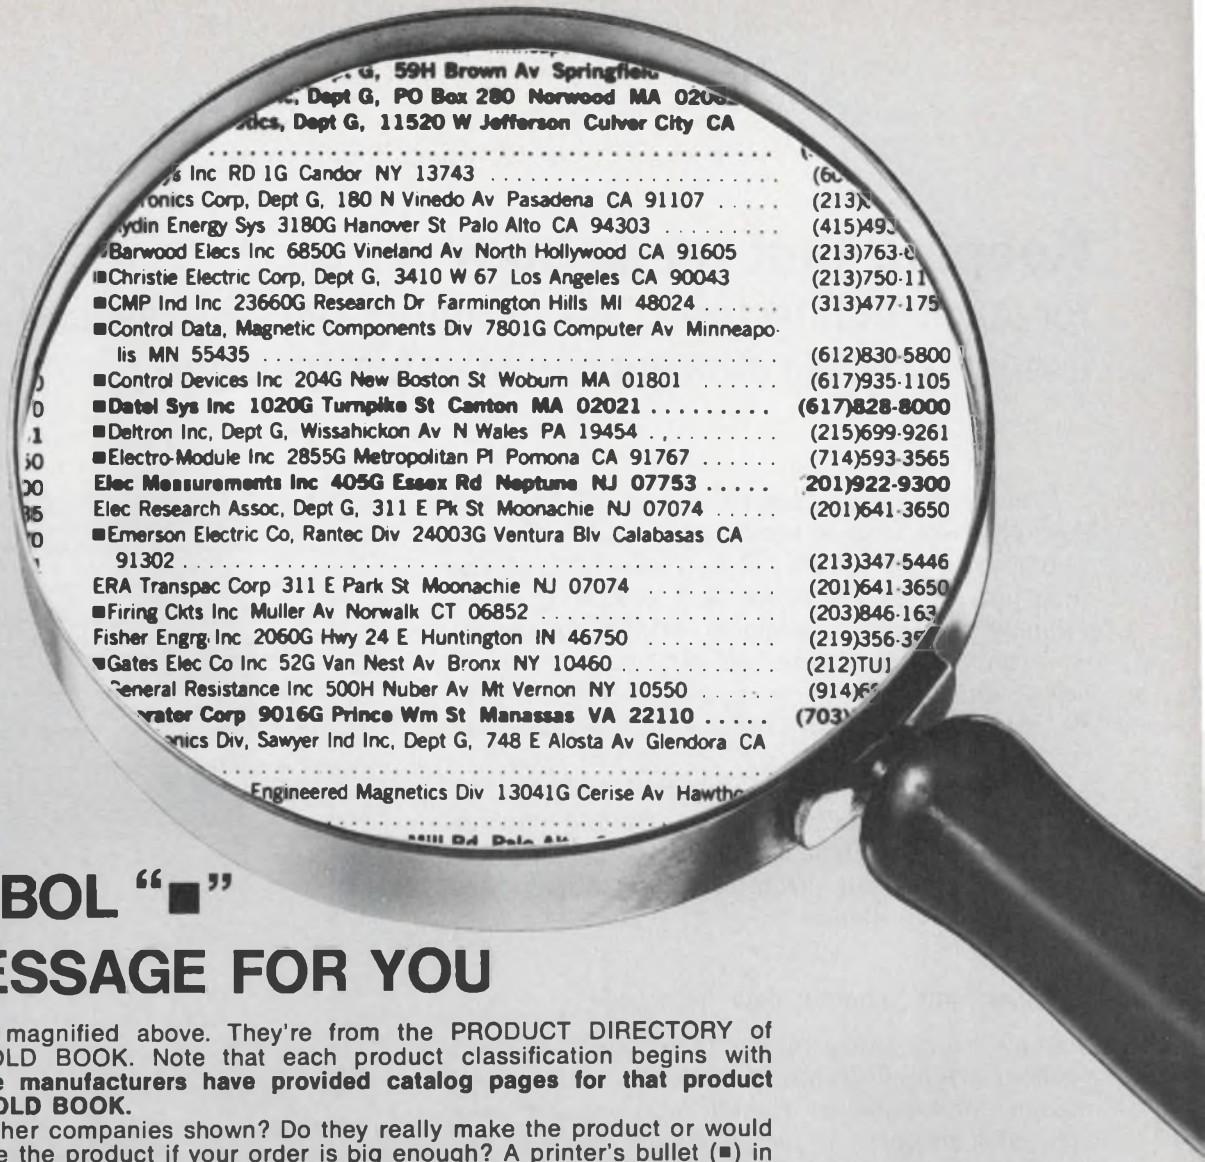 G, 59H Brown Av Springfield
Dept G, PO Box 280 Norwood MA
Dept G, 11520 W Jefferson Culver City CA
Inc RD 1G Candor NY 13743 . . . . . . . . . . . . . . . . . . . . . . .
Corp, Dept G, 180 N Vinedo Av Pasadena CA 91107 . . . . . (213)
Energy Sys 3180G Hanover St Palo Alto CA 94303 . . . . . . . . . (415)49
■Barwood Elecs Inc 6850G Vineland Av North Hollywood CA 91605 (213)763-
■Christie Electric Corp, Dept G, 3410 W 67 Los Angeles CA 90043 (213)750-11
■CMP Ind Inc 23660G Research Dr Farmington Hills MI 48024 . . . . . . (313)477-175
■Control Data, Magnetic Components Div 7801G Computer Av Minneapo-
lis MN 55435 . . . . . . . . . . . . . . . . . . . . . . . . . . . . . . . . . . . . . . . (612)830-5800
■Control Devices Inc 204G New Boston St Woburn MA 01801 . . . . . . (617)935-1105
■Datel Sys Inc 1020G Turnpike St Canton MA 02021 . . . . . . . . . (617)828-8000
■Deltron Inc, Dept G, Wissahickon Av N Wales PA 19454 . . . . . . . . . . (215)699-9261
■Electro-Module Inc 2855G Metropolitan Pl Pomona CA 91767 . . . . . . (714)593-3565
Elec Measurements Inc 405G Essex Rd Neptune NJ 07753 . . . . . 201)922-9300
Elec Research Assoc, Dept G, 311 E Pk St Moonachie NJ 07074 . . . . . (201)641-3650
■Emerson Electric Co, Rantec Div 24003G Ventura Blv Calabasas CA
91302 . . . . . . . . . . . . . . . . . . . . . . . . . . . . . . . . . . . . . . . . . . . . . (213)347-5446
ERA Transpac Corp 311 E Park St Moonachie NJ 07074 . . . . . . . . . . (201)641-3650
■Firing Ckts Inc Muller Av Norwalk CT 06852 . . . . . . . . . . . . . . . . . . (203)846-163
Fisher Engrg Inc 2060G Hwy 24 E Huntington IN 46750 . . . . . . . . . . . (219)356-35
■Gates Elec Co Inc 52G Van Nest Av Bronx NY 10460 . . . . . . . . . . . . (212)TU1
General Resistance Inc 500H Nuber Av Mt Vernon NY 10550 . . . . . . (914)6
Corp 9016G Prince Wm St Manassas VA 22110 . . . . . (703)
Div, Sawyer Ind Inc, Dept G, 748 E Alosta Av Glendora CA
Engineered Magnetics Div 13041G Cerise Av
BOL “■”
ESSAGE FOR YOU
magnified above. They're from the PRODUCT DIRECTORY of
OLD BOOK. Note that each product classification begins with
e manufacturers have provided catalog pages for that product
OLD BOOK.
her companies shown? Do they really make the product or would
e the product if your order is big enough? A printer's bullet (■) in